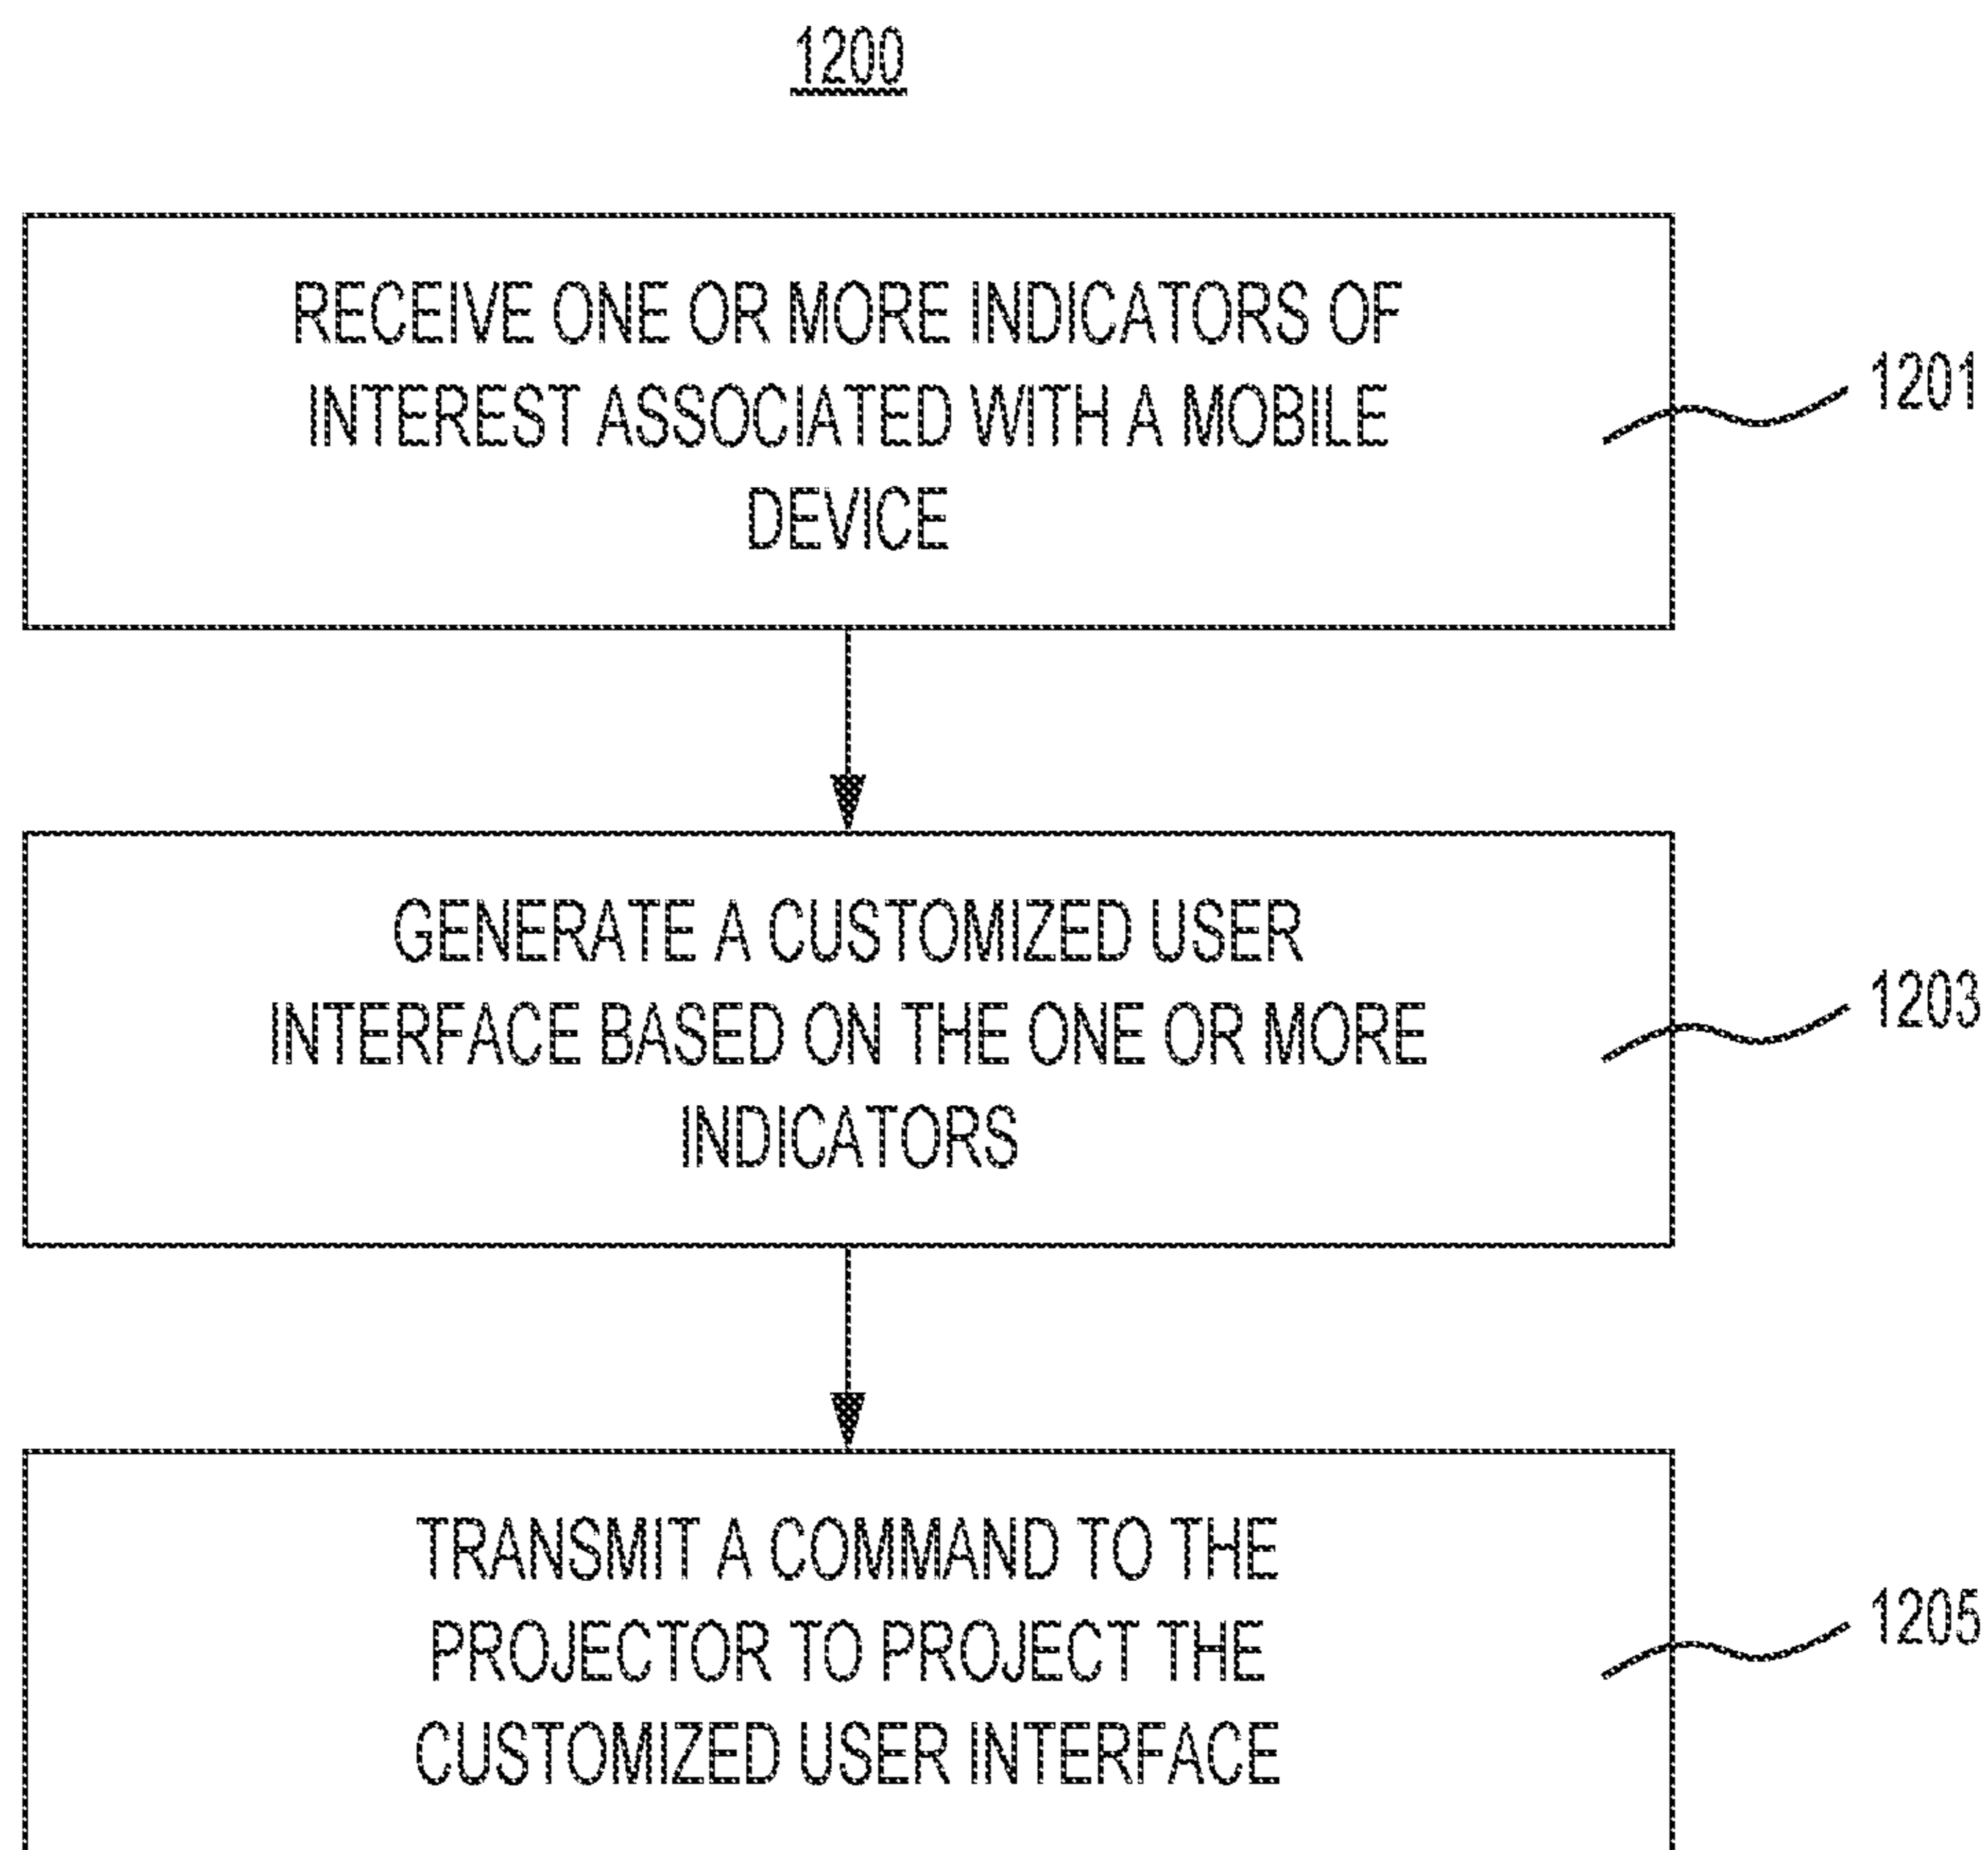 1200
RECEIVE ONE OR MORE INDICATORS OF
INTEREST ASSOCIATED WITH A MOBILE
DEVICE
1201
GENERATE A CUSTOMIZED USER
INTERFACE BASED ON THE ONE OR MORE
INDICATORS
1203
TRANSMIT A COMMAND TO THE
PROJECTOR TO PROJECT THE
CUSTOMIZED USER INTERFACE
1205